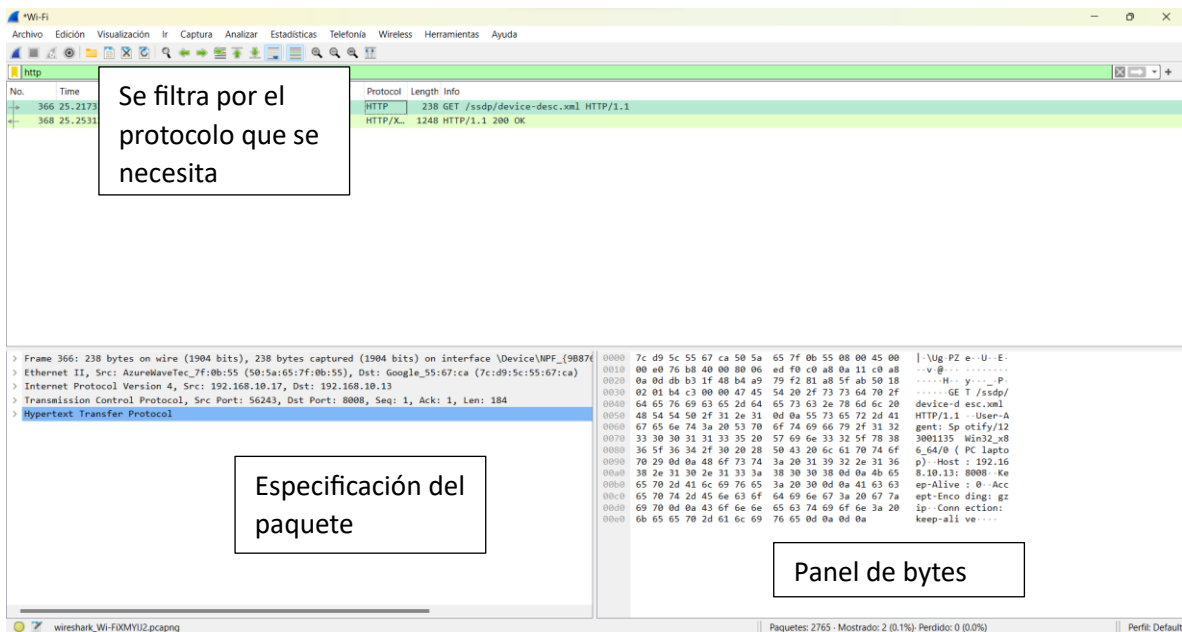 *Wi-Fi
Archivo Edición Visualización Ir Captura Analizar Estadísticas Telefonía Wireless Herramientas Ayuda
http
No. Time Protocol Length Info
366 25.2173 HTTP 238 GET /ssdp/device-desc.xml HTTP/1.1
368 25.2531 HTTP/X… 1248 HTTP/1.1 200 OK
Se filtra por el
protocolo que se
necesita
> Frame 366: 238 bytes on wire (1904 bits), 238 bytes captured (1904 bits) on interface \Device\NPF_{9B876
> Ethernet II, Src: AzureWaveTec_7f:0b:55 (50:5a:65:7f:0b:55), Dst: Google_55:67:ca (7c:d9:5c:55:67:ca)
> Internet Protocol Version 4, Src: 192.168.10.17, Dst: 192.168.10.13
> Transmission Control Protocol, Src Port: 56243, Dst Port: 8008, Seq: 1, Ack: 1, Len: 184
> Hypertext Transfer Protocol
Especificación del
paquete
0000 7c d9 5c 55 67 ca 50 5a 65 7f 0b 55 08 00 45 00 |·\Ug·PZ e··U··E·
0010 00 e0 76 b8 40 00 80 06 ed f0 c0 a8 0a 11 c0 a8 ··v·@··· ········
0020 0a 0d db b3 1f 48 b4 a9 79 f2 81 a8 5f ab 50 18 ·····H·· y···_·P·
0030 02 01 b4 c3 00 00 47 45 54 20 2f 73 73 64 70 2f ······GE T /ssdp/
0040 64 65 76 69 63 65 2d 64 65 73 63 2e 78 6d 6c 20 device-d esc.xml
0050 48 54 54 50 2f 31 2e 31 0d 0a 55 73 65 72 2d 41 HTTP/1.1 ··User-A
0060 67 65 6e 74 3a 20 53 70 6f 74 69 66 79 2f 31 32 gent: Sp otify/12
0070 33 30 30 31 31 33 35 20 57 69 6e 33 32 5f 78 38 3001135 Win32_x8
0080 36 5f 36 34 2f 30 20 28 50 43 20 6c 61 70 74 6f 6_64/0 ( PC lapto
0090 70 29 0d 0a 48 6f 73 74 3a 20 31 39 32 2e 31 36 p)··Host : 192.16
00a0 38 2e 31 30 2e 31 33 3a 38 30 30 38 0d 0a 4b 65 8.10.13: 8008··Ke
00b0 65 70 2d 41 6c 69 76 65 3a 20 30 0d 0a 41 63 63 ep-Alive : 0··Acc
00c0 65 70 74 2d 45 6e 63 6f 64 69 6e 67 3a 20 67 7a ept-Enco ding: gz
00d0 69 70 0d 0a 43 6f 6e 6e 65 63 74 69 6f 6e 3a 20 ip··Conn ection:
00e0 6b 65 65 70 2d 61 6c 69 76 65 0d 0a 0d 0a keep-ali ve····
Panel de bytes
wireshark_Wi-FiXMYIJ2.pcapng
Paquetes: 2765 · Mostrado: 2 (0.1%)· Perdido: 0 (0.0%)
Perfil: Default